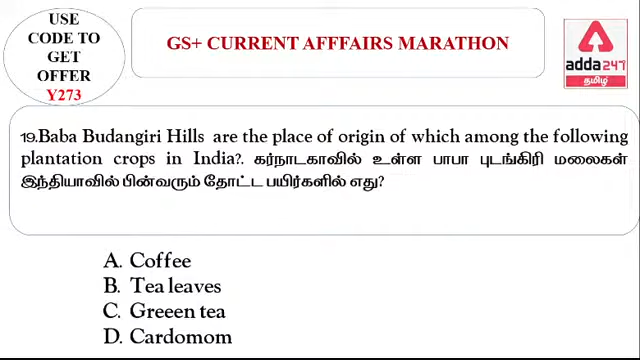 USE
CODE TO
GET
OFFER
Y273
GS+ CURRENT AFFFAIRS MARATHON
adda247
தமிழ்
19.Baba Budangiri Hills are the place of origin of which among the following
plantation crops in India?. கர்நாடகாவில் உள்ள பாபா புடங்கிரி மலைகள்
இந்தியாவில் பின்வரும் தோட்ட பயிர்களில் எது?
A. Coffee
B. Tea leaves
C. Greeen tea
D. Cardomom